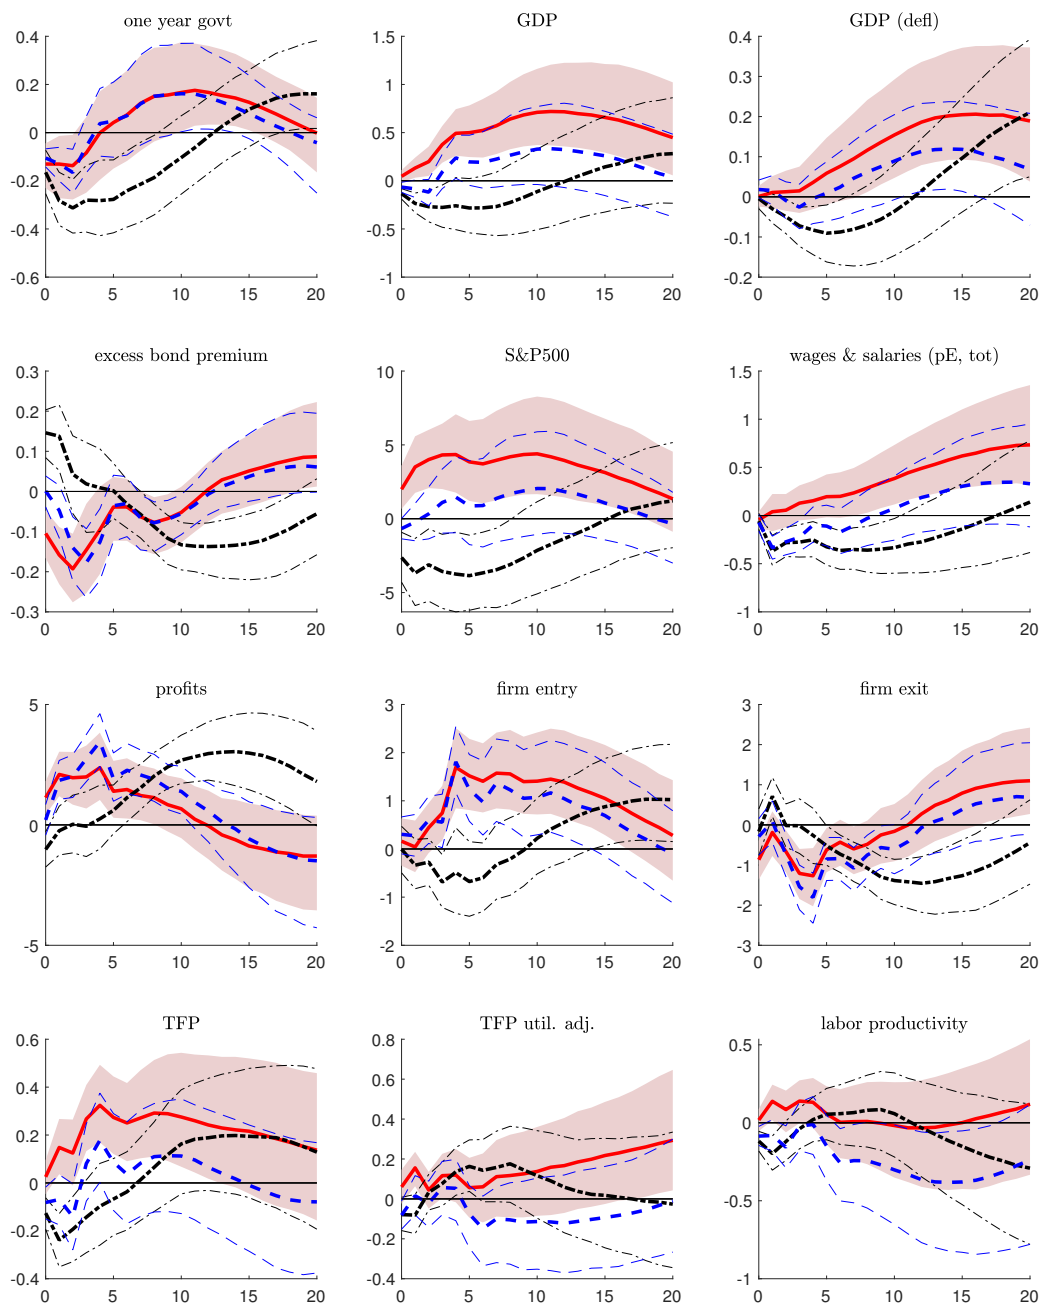 one year govt GDP GDP (defl)
0.4 1.5 0.4
0.2 1 0.3
0 0.5 0.2
-0.2 0 0.1
-0.4 -0.5 0
-0.6 -1 -0.1
-0.2
0 5 10 15 20 0 5 10 15 20 0 5 10 15 20
excess bond premium S&P500 wages & salaries (pE, tot)
0.3 10 1.5
0.2 5 1
0.1 0 0.5
0 -5 0
-0.1 -0.5
-0.2 -1
-0.3
0 5 10 15 20 0 5 10 15 20 0 5 10 15 20
profits firm entry firm exit
5 3 3
0 2 2
-5 1 1
0 0
-1 -1
-2 -2
-3
0 5 10 15 20 0 5 10 15 20 0 5 10 15 20
TFP TFP util. adj. labor productivity
0.6 0.8 0.5
0.4 0.6 0
0.2 0.4 -0.5
0 0.2 -1
-0.2 0
-0.4 -0.2
-0.4
0 5 10 15 20 0 5 10 15 20 0 5 10 15 20